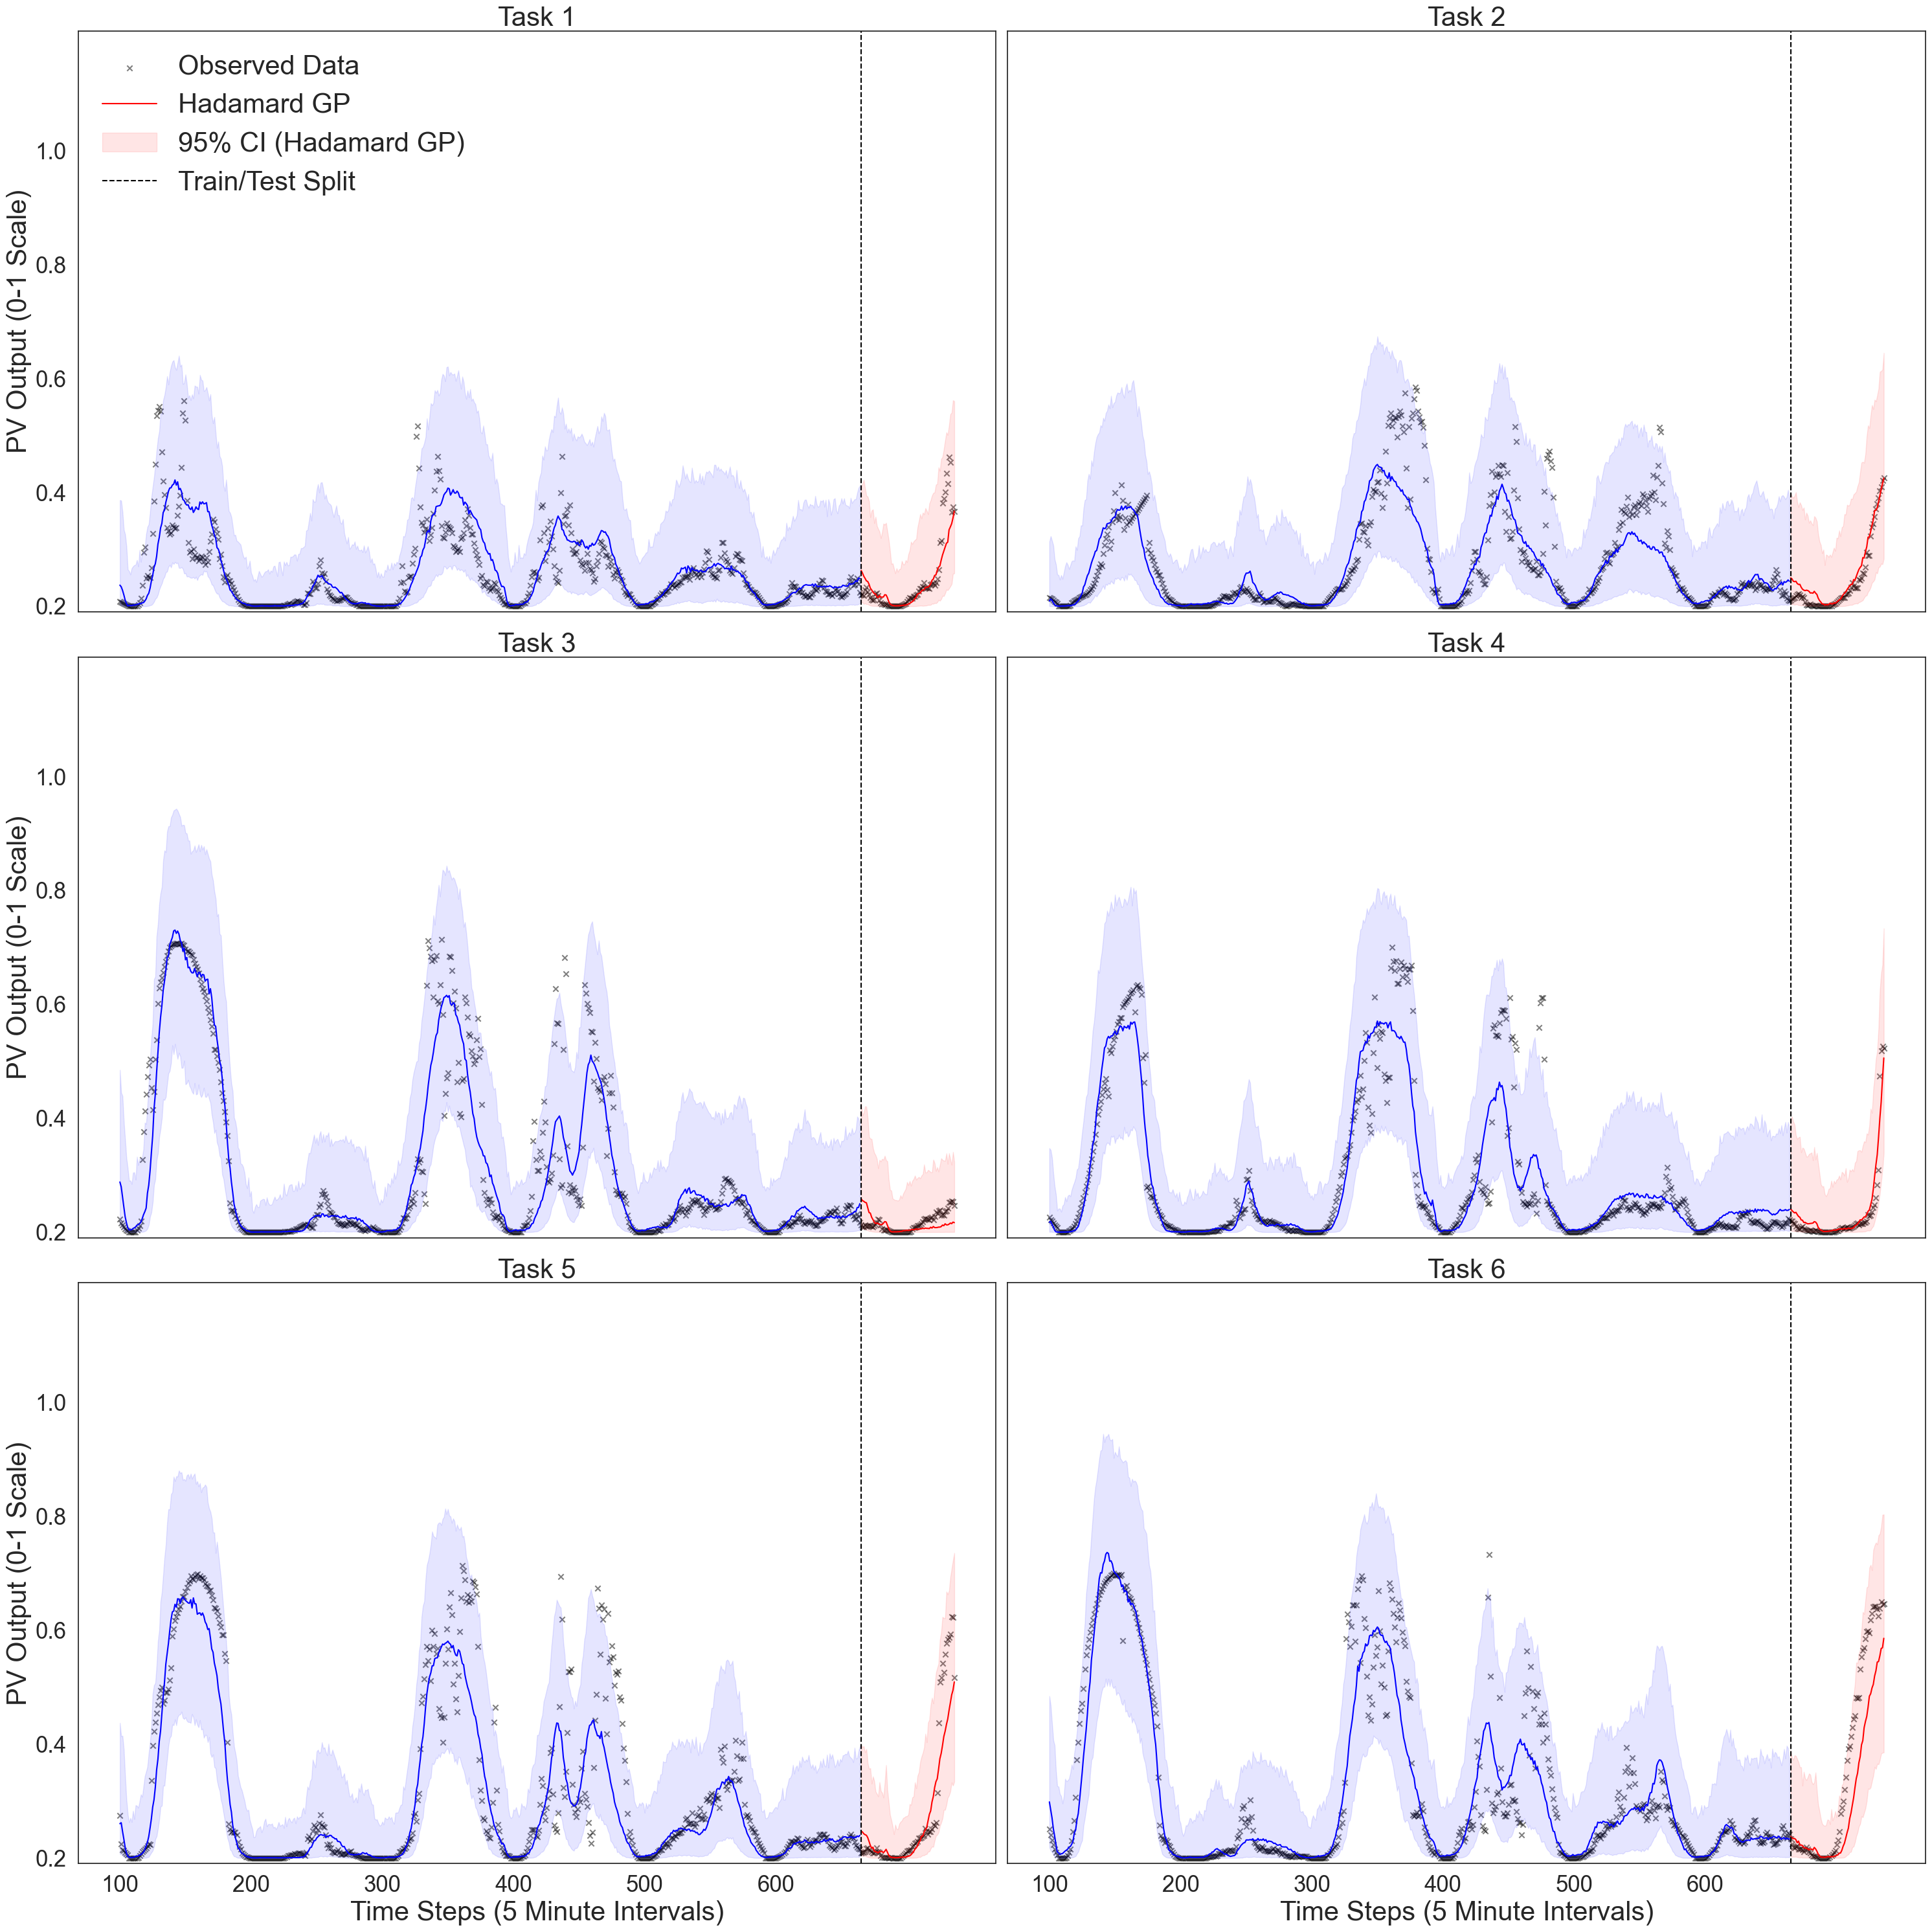 Task 1
Task 2
Observed Data
Hadamard GP
95% CI (Hadamard GP)
Train/Test Split
PV Output (0-1 Scale)
1.0
0.8
0.6
0.4
0.2
Task 3
Task 4
PV Output (0-1 Scale)
1.0
0.8
0.6
0.4
0.2
Task 5
Task 6
PV Output (0-1 Scale)
1.0
0.8
0.6
0.4
0.2
100 200 300 400 500 600
100 200 300 400 500 600
Time Steps (5 Minute Intervals)
Time Steps (5 Minute Intervals)